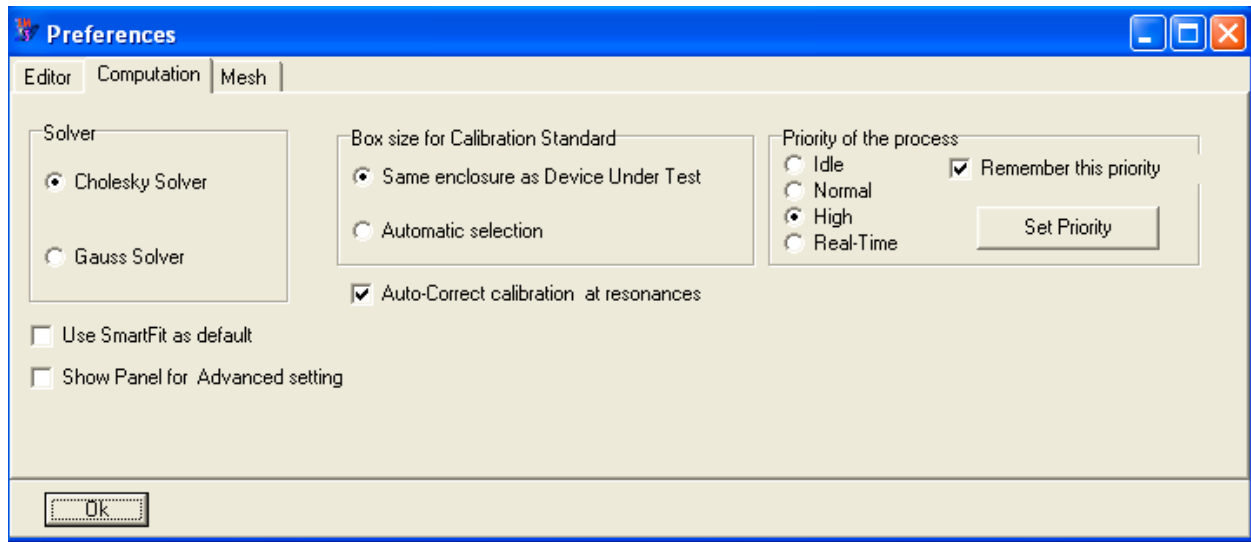 Preferences
Editor Computation Mesh
Solver
Cholesky Solver
Gauss Solver
Box size for Calibration Standard
Same enclosure as Device Under Test
Automatic selection
Auto-Correct calibration at resonances
Priority of the process
Idle
Normal
High
Real-Time
Remember this priority
Set Priority
Use SmartFit as default
Show Panel for Advanced setting
Ok